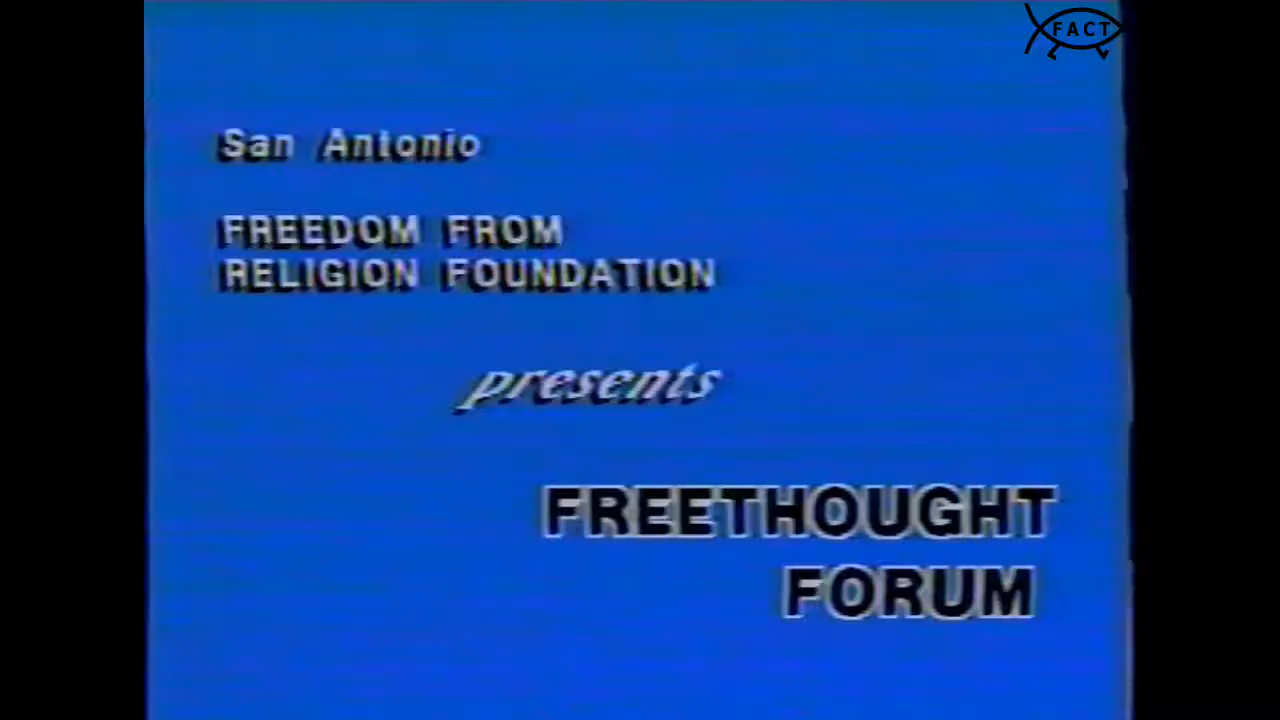 FACT
San Antonio
FREEDOM FROM
RELIGION FOUNDATION
presents
FREETHOUGHT
FORUM